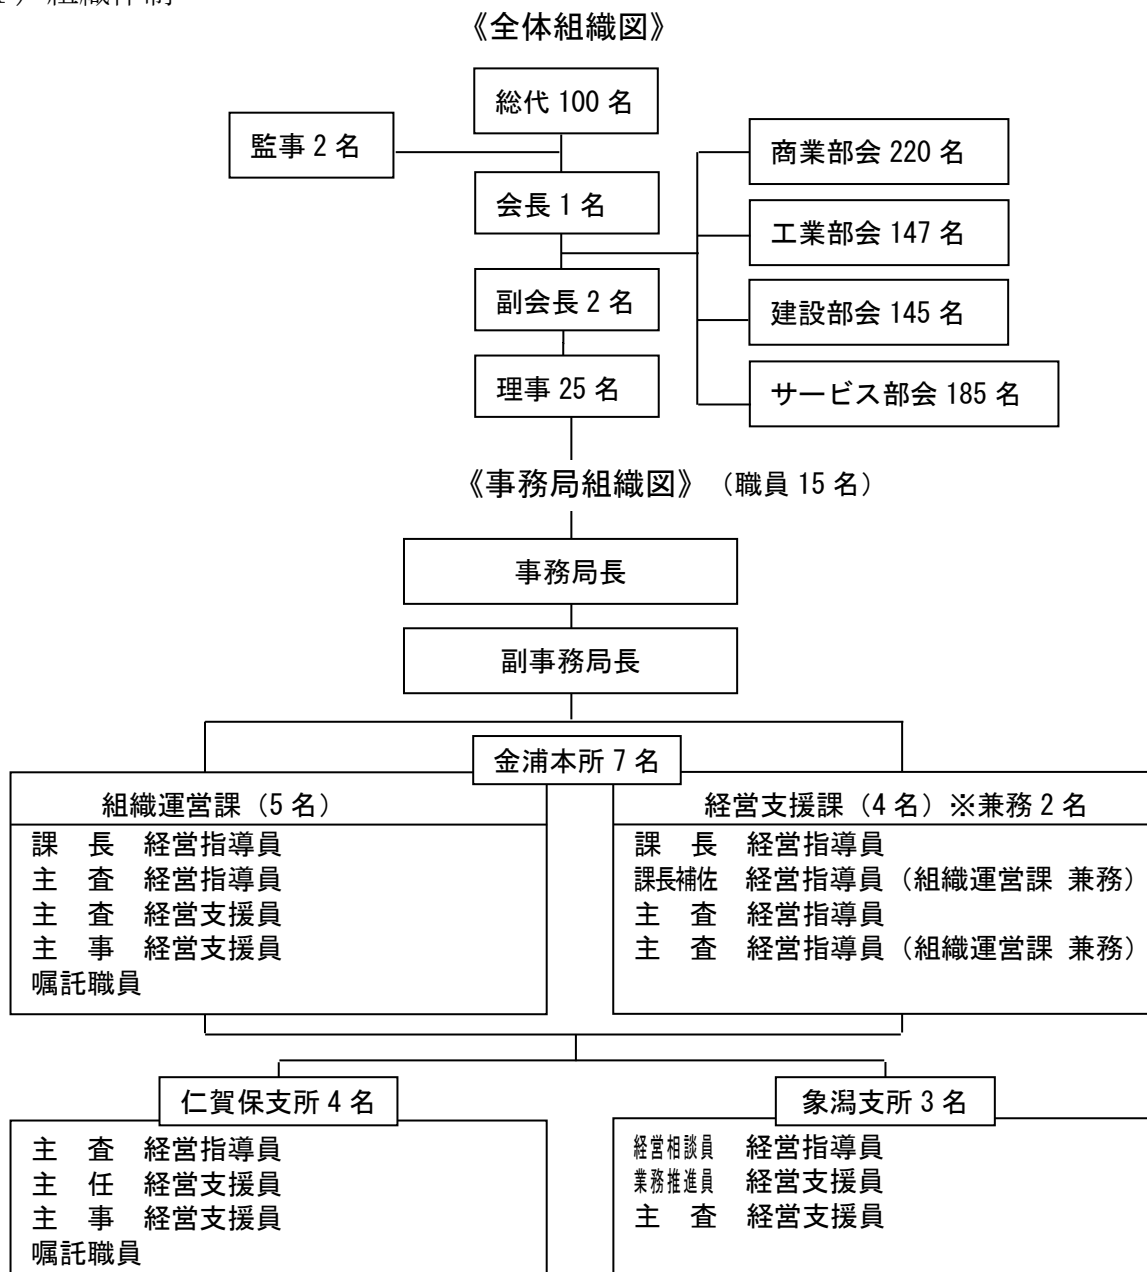 組織体制
《全体組織図》
総代 100 名
監事 2 名
会長 1 名
副会長 2 名
理事 25 名
商業部会 220 名
工業部会 147 名
建設部会 145 名
サービス部会 185 名
《事務局組織図》（職員 15 名）
事務局長
副事務局長
金浦本所 7 名
組織運営課（5 名）
課　長　経営指導員
主　査　経営指導員
主　査　経営支援員
主　事　経営支援員
嘱託職員
経営支援課（4 名）※兼務 2 名
課　長　経営指導員
課長補佐　経営指導員（組織運営課 兼務）
主　査　経営指導員
主　査　経営指導員（組織運営課 兼務）
仁賀保支所 4 名
主　査　経営指導員
主　任　経営支援員
主　事　経営支援員
嘱託職員
象潟支所 3 名
経営相談員　経営指導員
業務推進員　経営支援員
主　査　経営支援員